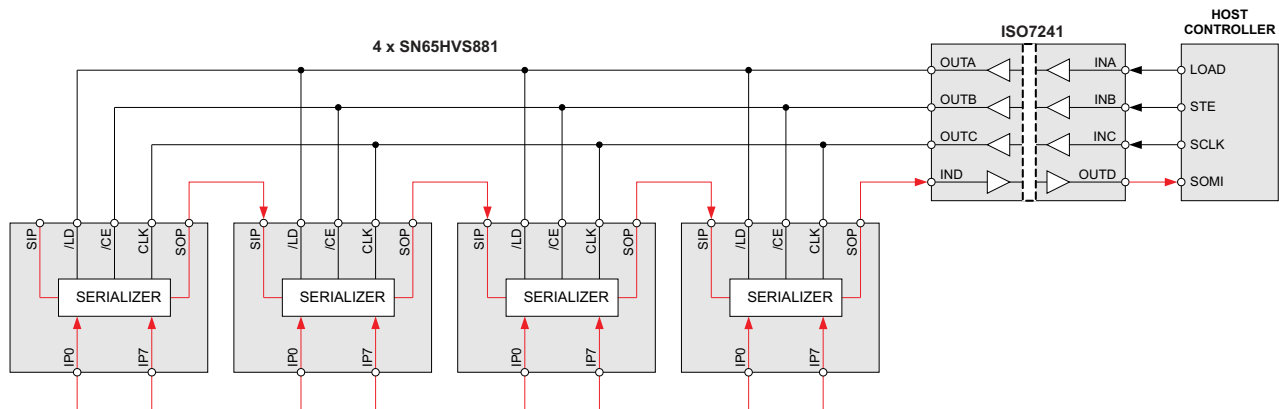 HOST
CONTROLLER
4 x SN65HVS881
ISO7241
OUTA
INA
LOAD
OUTB
INB
STE
OUTC
INC
SCLK
IND
OUTD
SOMI
SIP
/LD
/CE
CLK
SOP
SIP
/LD
/CE
CLK
SOP
SIP
/LD
/CE
CLK
SOP
SIP
/LD
/CE
CLK
SOP
SERIALIZER
SERIALIZER
SERIALIZER
SERIALIZER
IP0
IP7
IP0
IP7
IP0
IP7
IP0
IP7